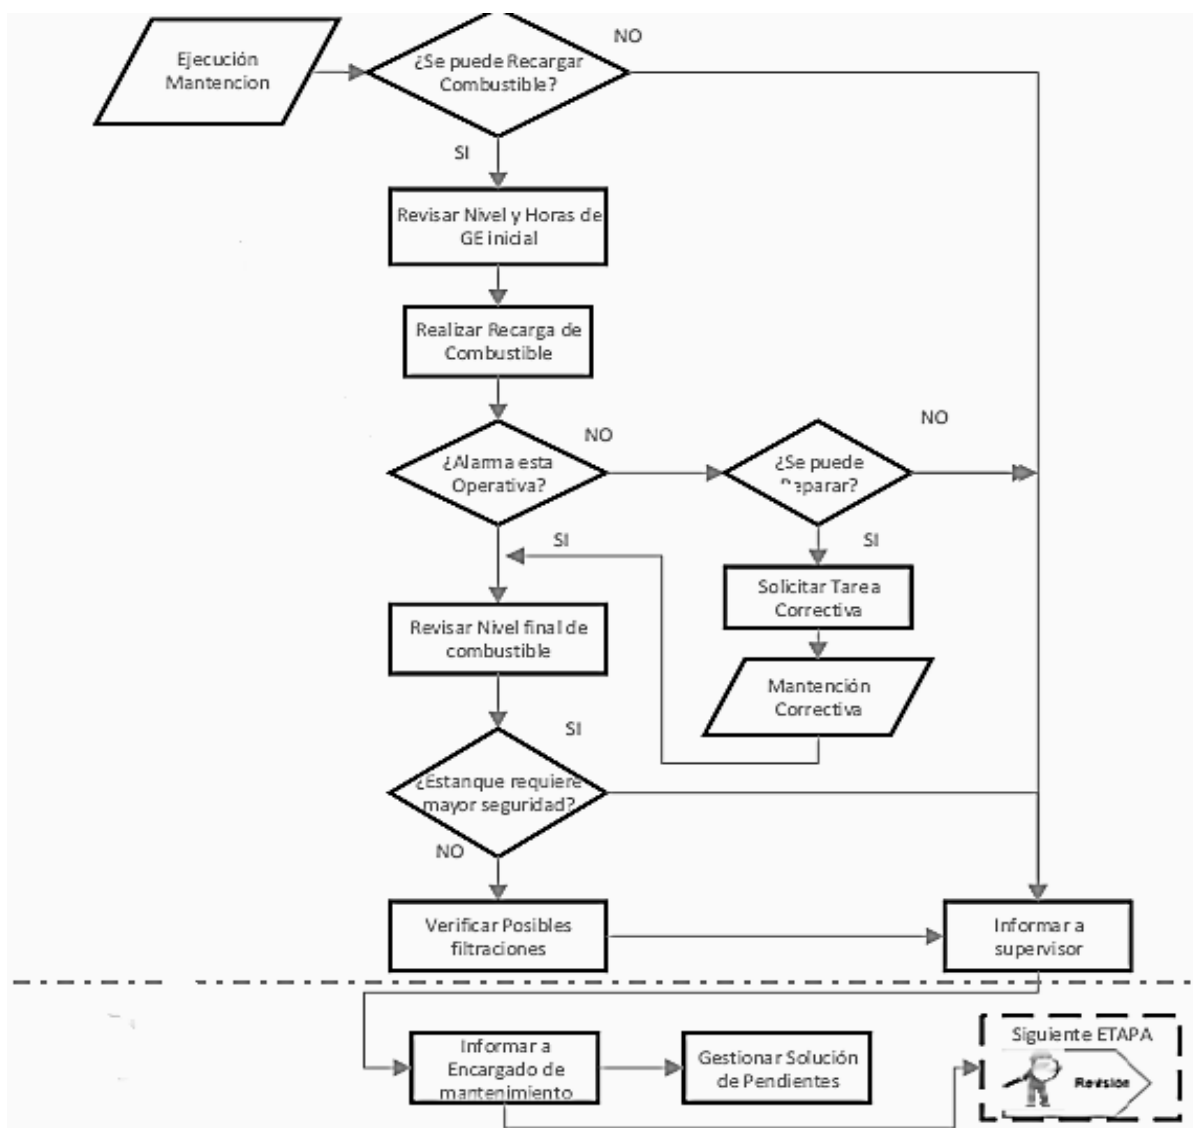 Ejecución
Mantencion
¿Se puede Recargar
Combustible?
NO
SI
Revisar Nivel y Horas de
GE inicial
Realizar Recarga de
Combustible
¿Alarma esta
Operativa?
NO
¿Se puede
Reparar?
NO
SI
SI
Solicitar Tarea
Correctiva
Revisar Nivel final de
combustible
Mantención
Correctiva
SI
¿Estanque requiere
mayor seguridad?
NO
Verificar Posibles
filtraciones
Informar a
supervisor
Informar a
Encargado de
mantenimiento
Gestionar Solución
de Pendientes
Siguiente ETAPA
Revisión